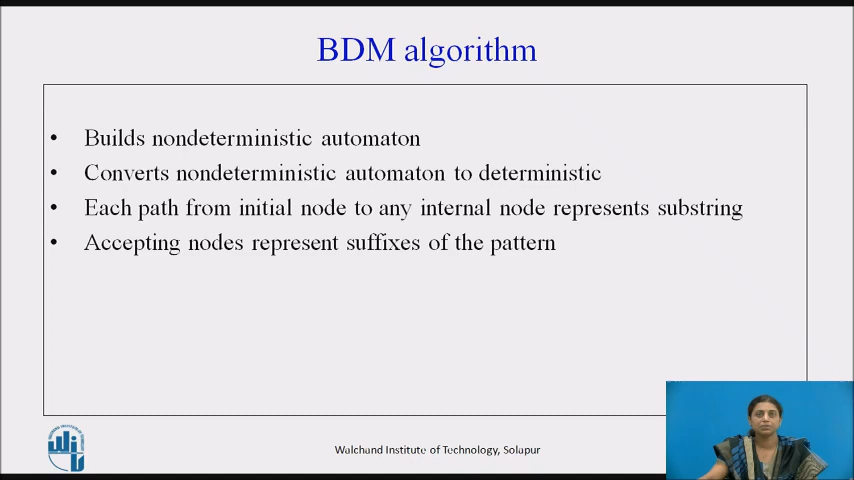 BDM algorithm
• Builds nondeterministic automaton
• Converts nondeterministic automaton to deterministic
• Each path from initial node to any internal node represents substring
• Accepting nodes represent suffixes of the pattern
Walchand Institute of Technology, Solapur